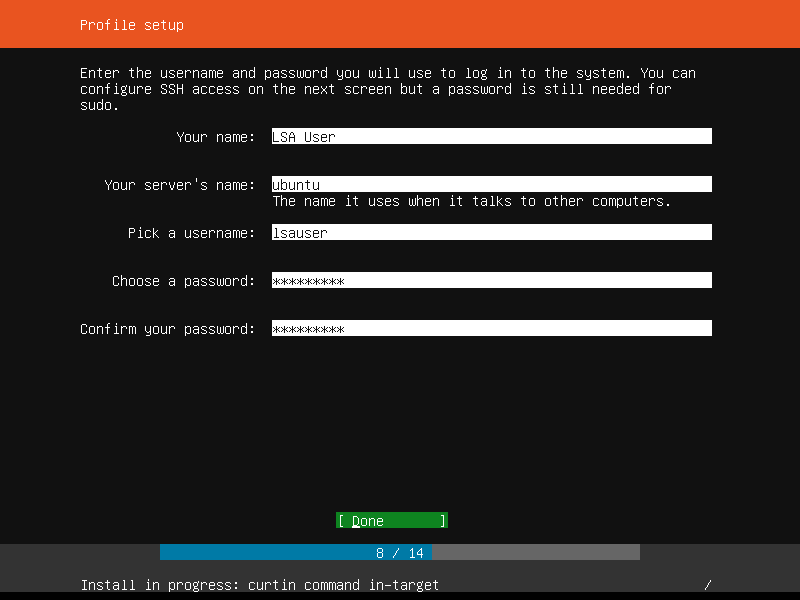 Profile setup
Enter the username and password you will use to log in to the system. You can
configure SSH access on the next screen but a password is still needed for
sudo.
Your name: LSA User
Your server's name: ubuntu
The name it uses when it talks to other computers.
Pick a username: lsauser
Choose a password: *********
Confirm your password: *********
[ Done ]
8 / 14
Install in progress: curtin command in-target /